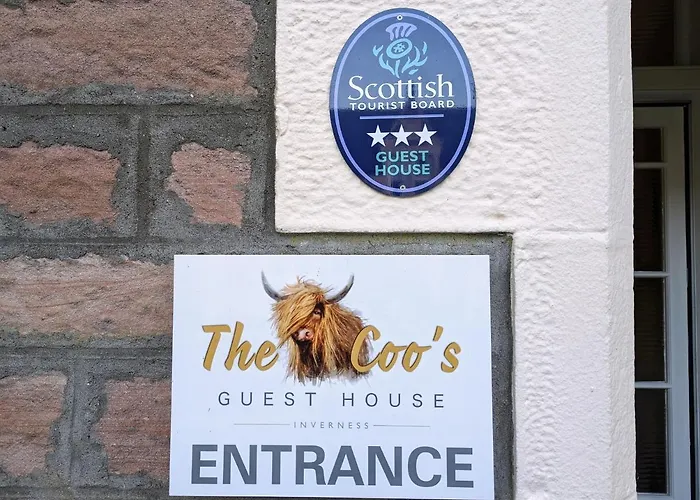 Scottish
TOURIST BOARD
GUEST
HOUSE
The Coo's
GUEST HOUSE
INVERNESS
ENTRANCE